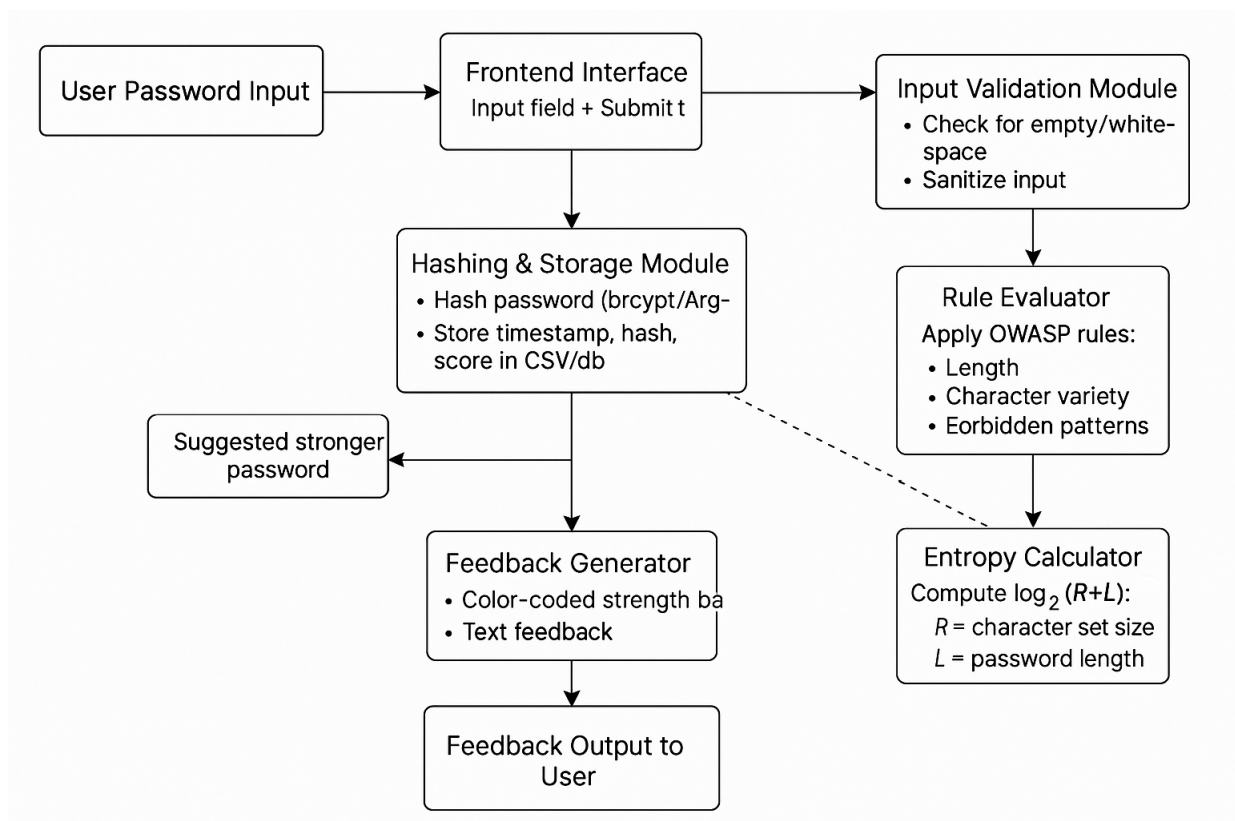 User Password Input
Frontend Interface
Input field + Submit t
Input Validation Module
• Check for empty/white-
space
• Sanitize input
Hashing & Storage Module
• Hash password (brcypt/Arg-
• Store timestamp, hash,
score in CSV/db
Rule Evaluator
Apply OWASP rules:
• Length
• Character variety
• Eorbidden patterns
Suggested stronger
password
Feedback Generator
• Color-coded strength ba
• Text feedback
Entropy Calculator
Compute log₂ (R+L):
R = character set size
L = password length
Feedback Output to
User